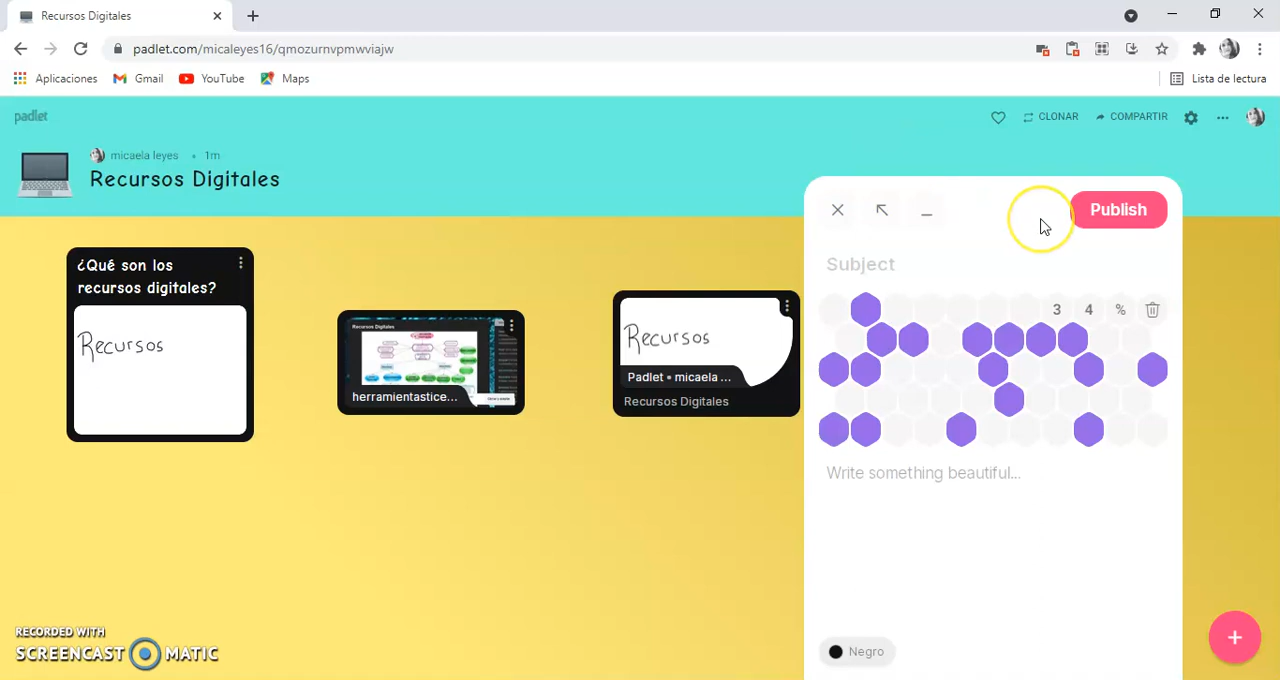 Recursos Digitales
padlet.com/micaleyes16/qmozurnvpmwviajw
Aplicaciones
Gmail
YouTube
Maps
Lista de lectura
padlet
CLONAR
COMPARTIR
micaela leyes • 1m
Recursos Digitales
Publish
¿Qué son los
recursos digitales?
Recursos
Recursos Digitales
herramientastice...
Recursos
Padlet • micaela ...
Recursos Digitales
Subject
3 4 %
Write something beautiful...
Negro
RECORDED WITH
SCREENCAST MATIC